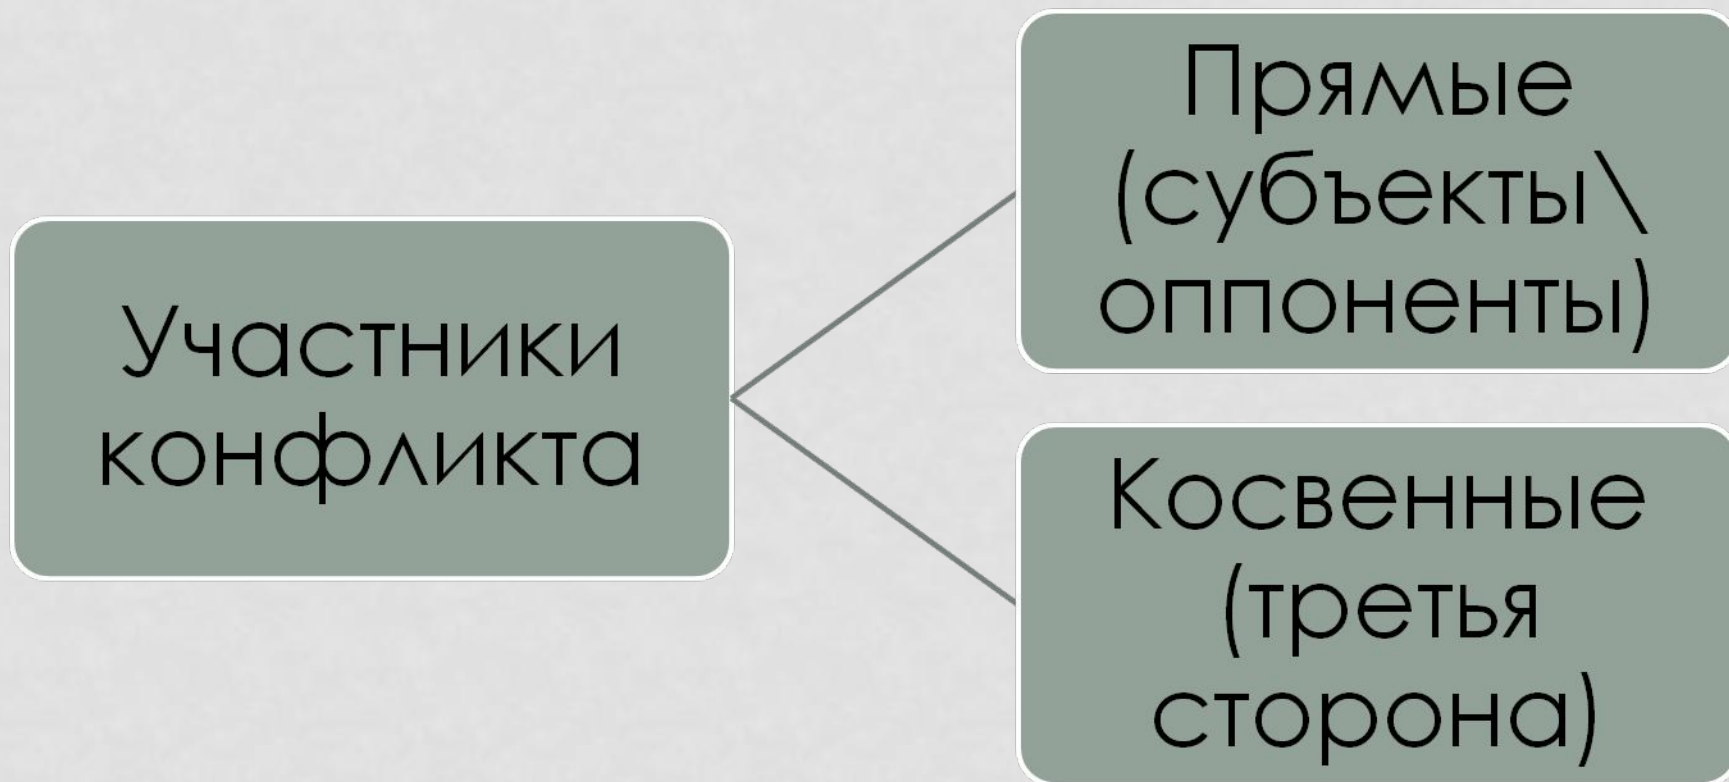 Участники
конфликта
Прямые
(субъекты\
оппоненты)
Косвенные
(третья
сторона)